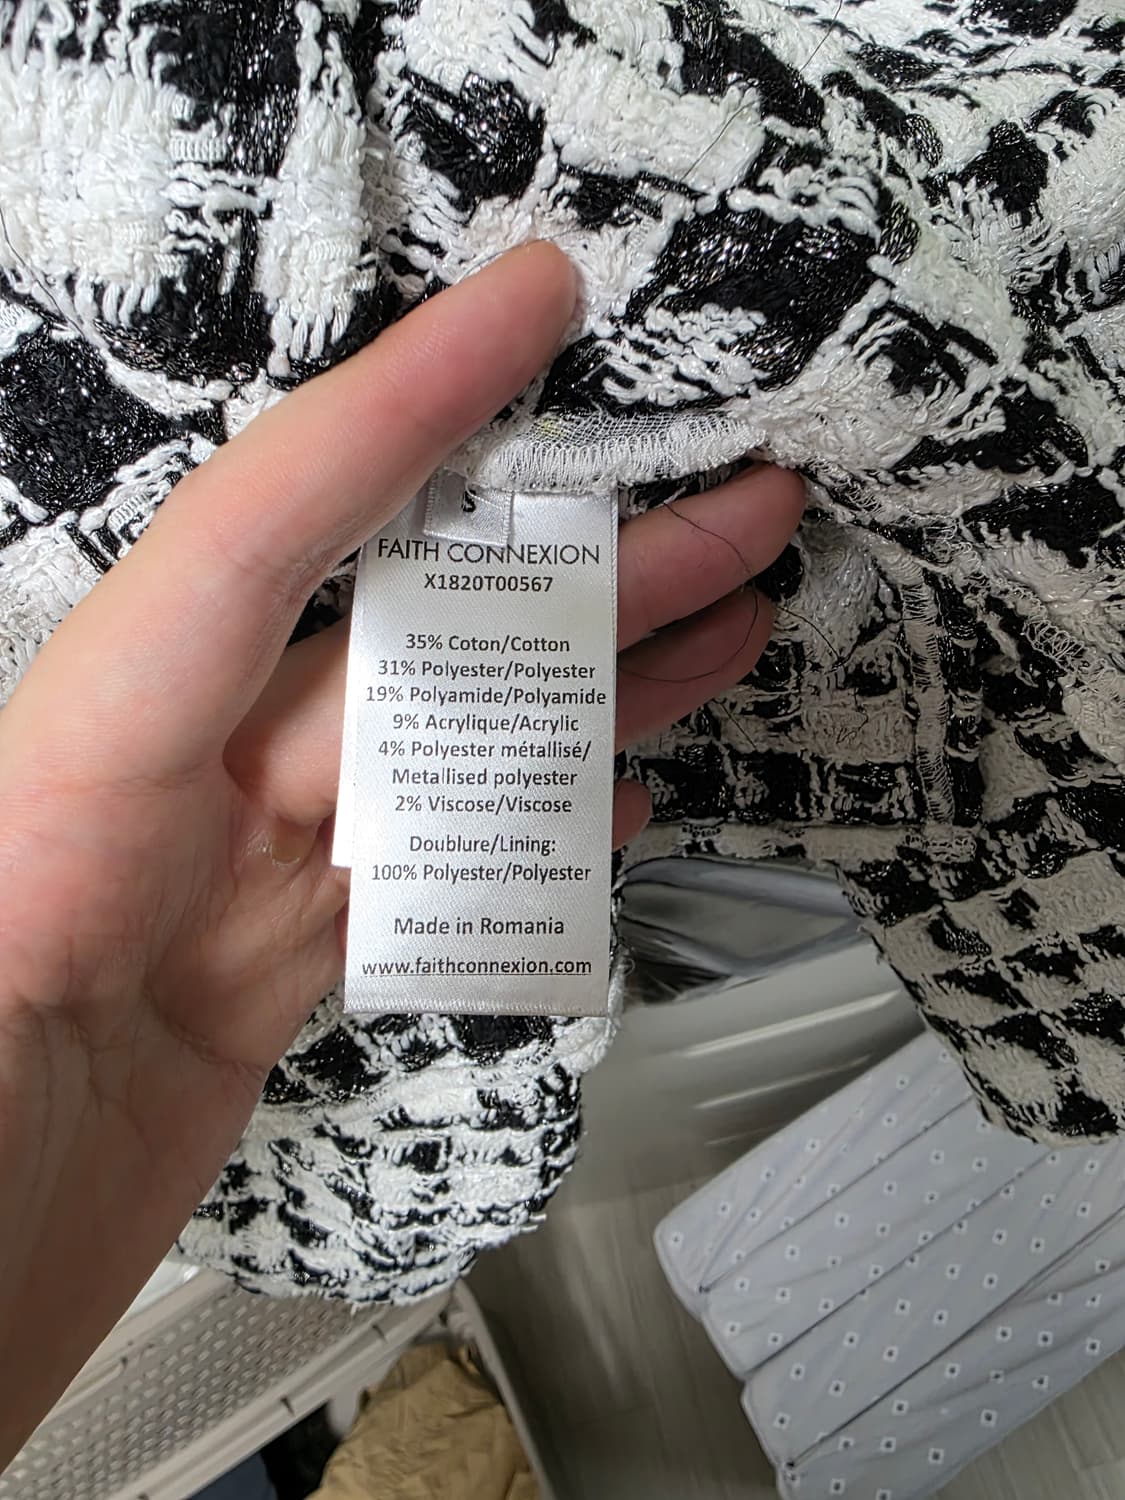 S
FAITH CONNEXION
X1820T00567
35% Coton/Cotton
31% Polyester/Polyester
19% Polyamide/Polyamide
9% Acrylique/Acrylic
4% Polyester métallisé/
Metallised polyester
2% Viscose/Viscose
Doublure/Lining:
100% Polyester/Polyester
Made in Romania
www.faithconnexion.com